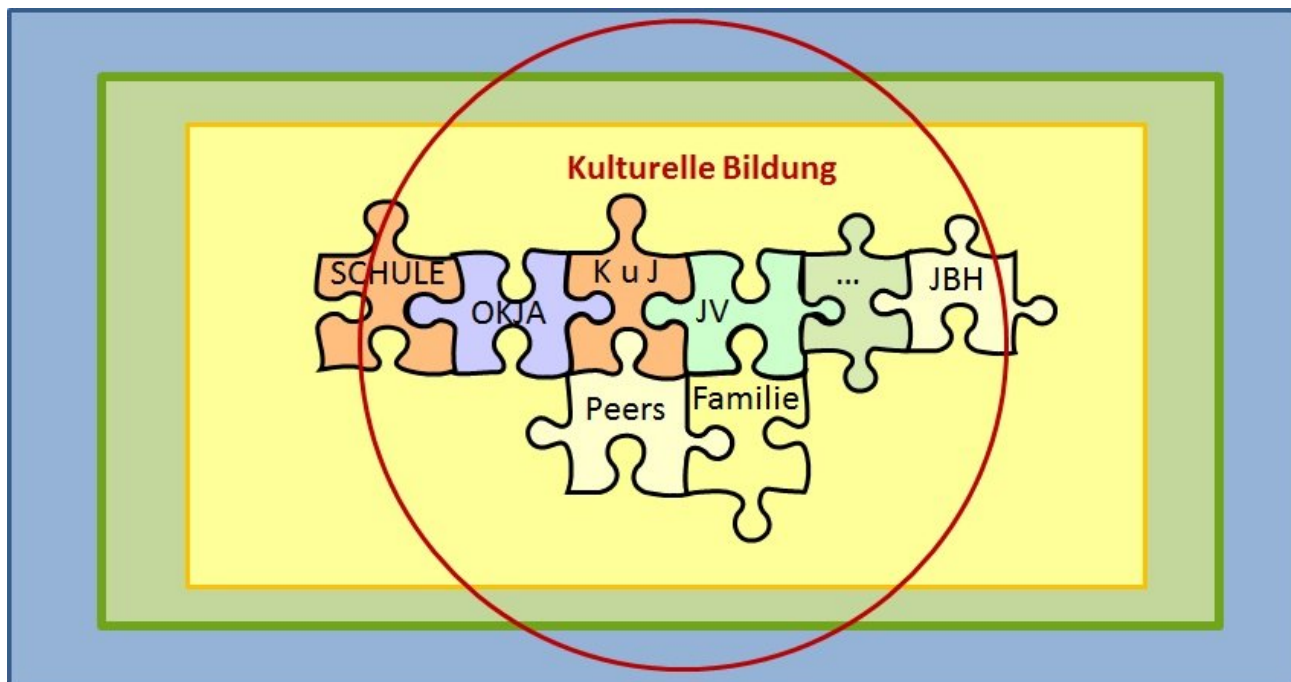 Kulturelle Bildung
SCHULE
OKJA
K u J
JV
...
JBH
Peers
Familie